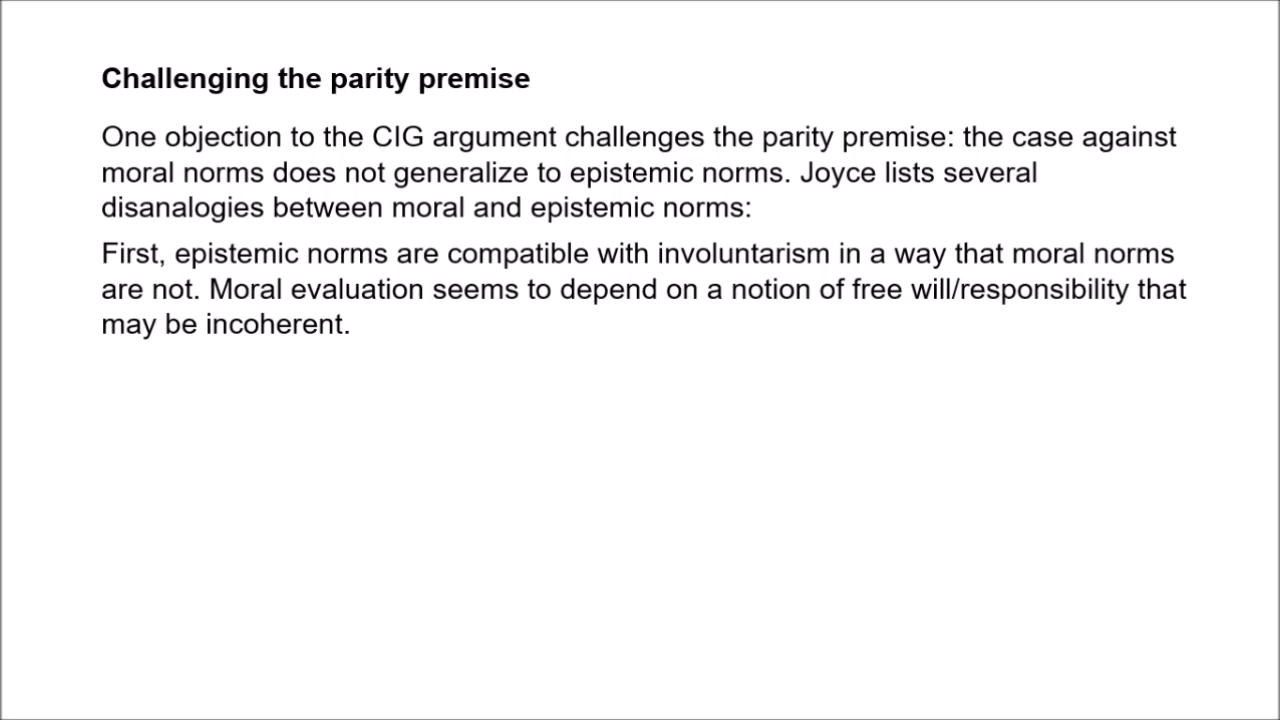 Challenging the parity premise
One objection to the CIG argument challenges the parity premise: the case against
moral norms does not generalize to epistemic norms. Joyce lists several
disanalogies between moral and epistemic norms:
First, epistemic norms are compatible with involuntarism in a way that moral norms
are not. Moral evaluation seems to depend on a notion of free will/responsibility that
may be incoherent.